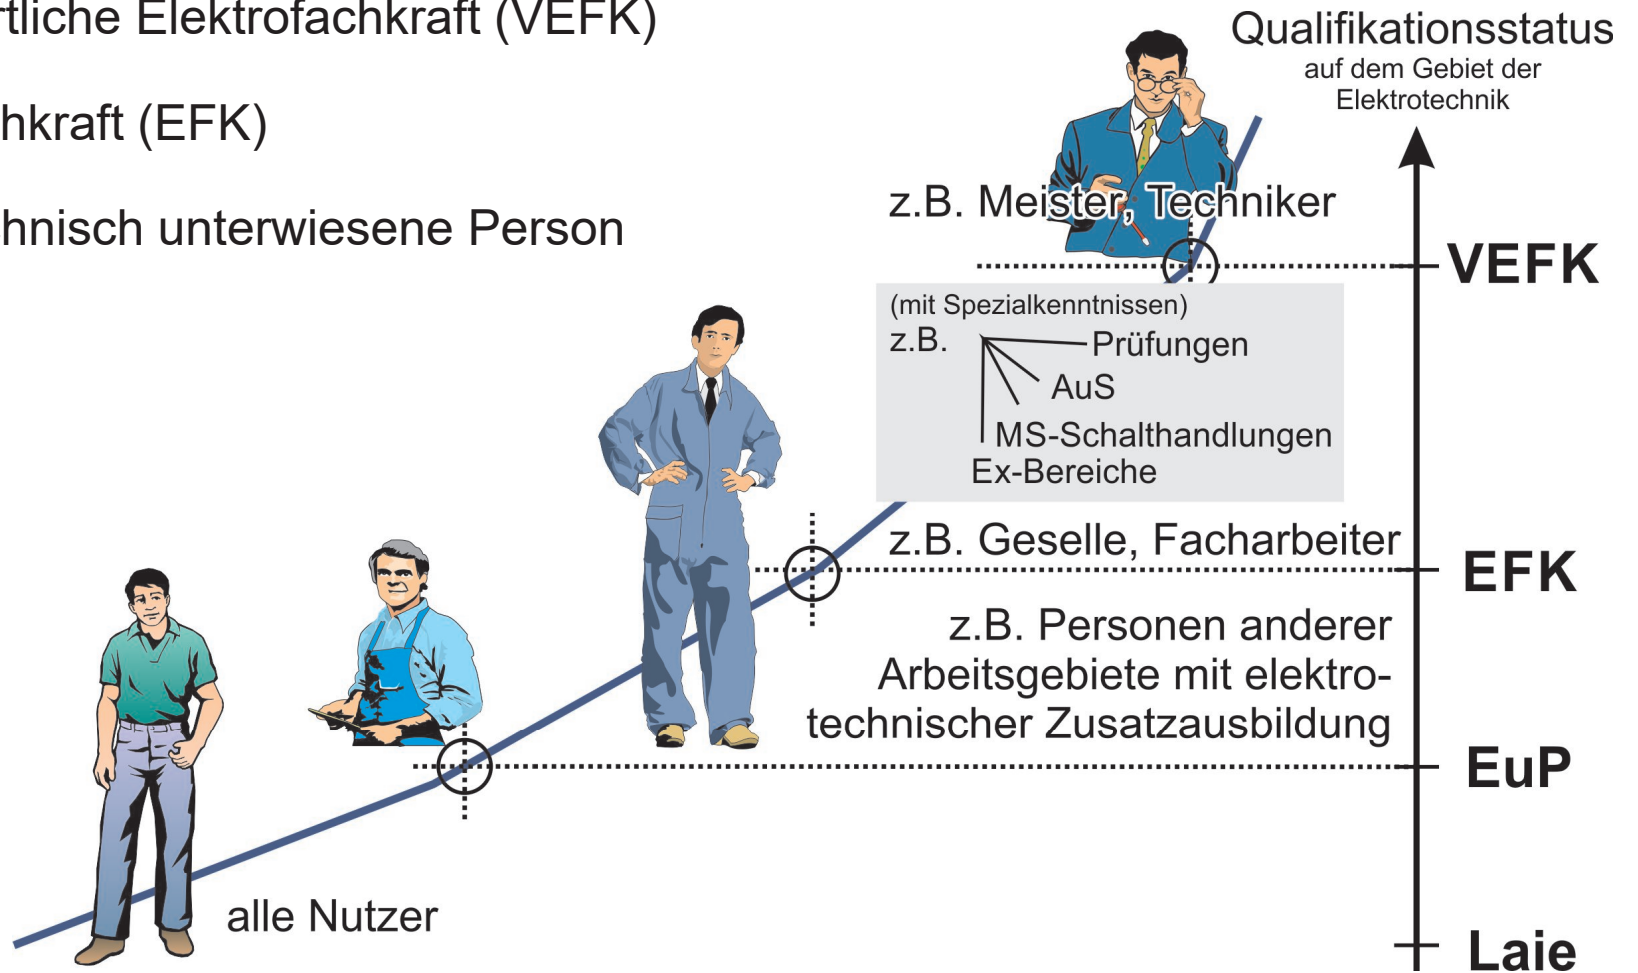 rtliche Elektrofachkraft (VEFK)
hkraft (EFK)
hnisch unterwiesene Person
Qualifikationsstatus
auf dem Gebiet der
Elektrotechnik
z.B. Meister, Techniker
VEFK
(mit Spezialkenntnissen)
z.B.
Prüfungen
AuS
MS-Schalthandlungen
Ex-Bereiche
z.B. Geselle, Facharbeiter
EFK
z.B. Personen anderer
Arbeitsgebiete mit elektro-
technischer Zusatzausbildung
EuP
alle Nutzer
Laie